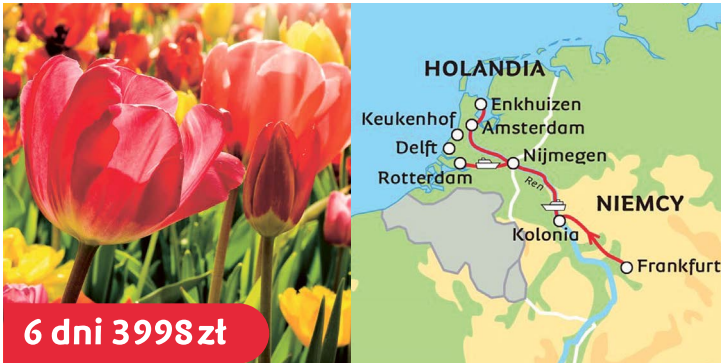 6 dni 3998 zł
HOLANDIA
Enkhuizen
Keukenhof
Amsterdam
Delft
Nijmegen
Rotterdam
Ren
NIEMCY
Kolonia
Frankfurt